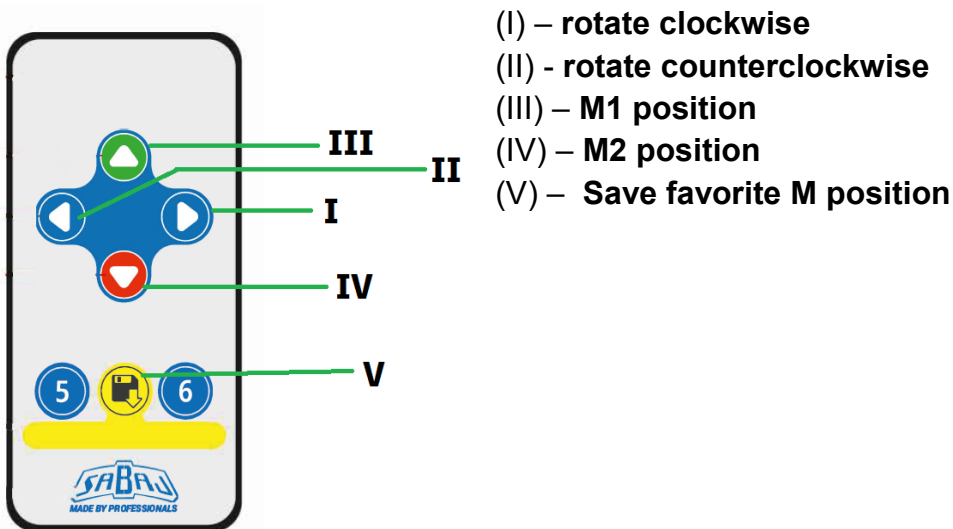 (I) – rotate clockwise
(II) - rotate counterclockwise
(III) – M1 position
(IV) – M2 position
(V) – Save favorite M position
III
II
I
IV
V
5
6
SABAJ
MADE BY PROFESSIONALS